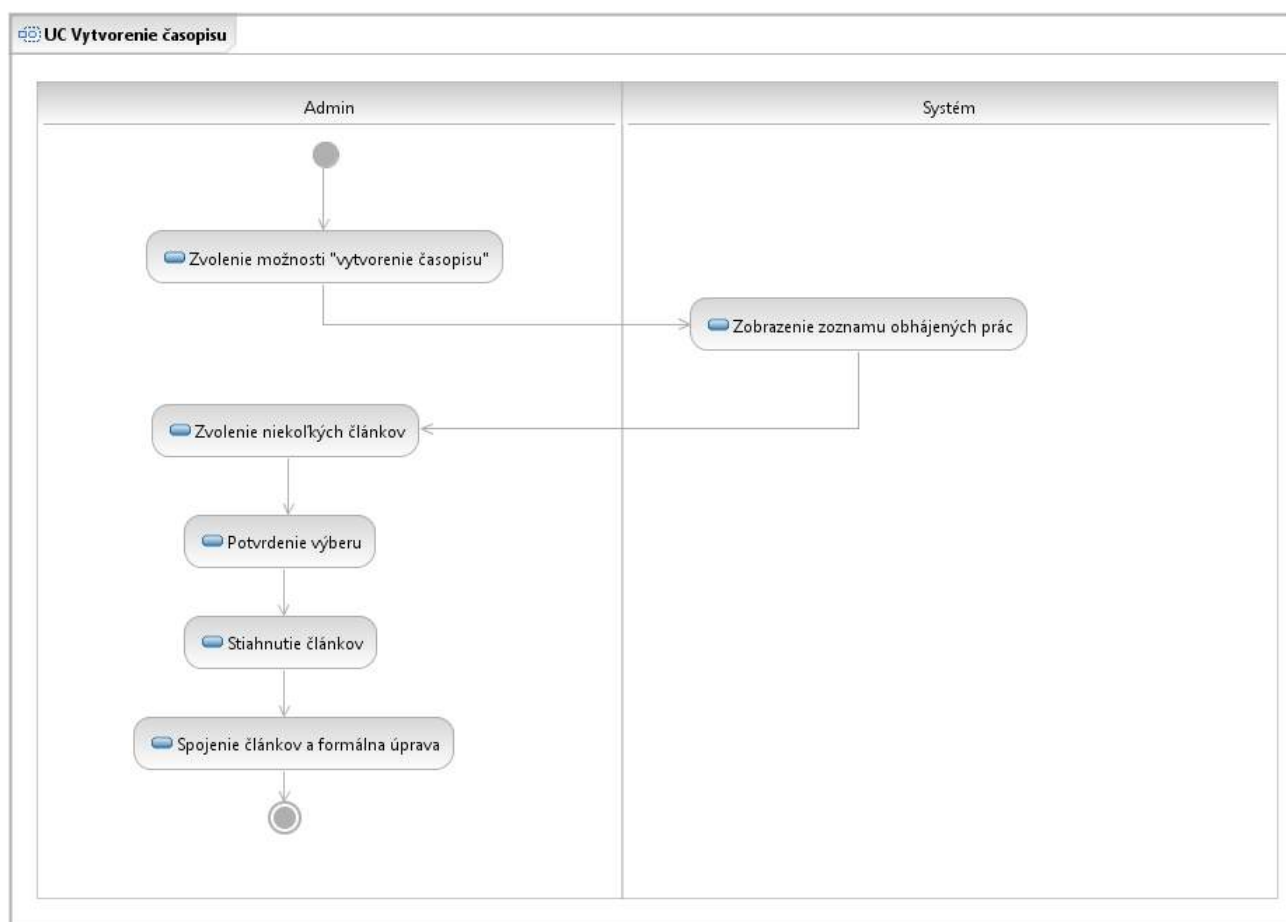 UC Vytvorenie časopisu
Admin
Systém
Zvolenie možnosti "vytvorenie časopisu"
Zobrazenie zoznamu obhájených prác
Zvolenie niekoľkých článkov
Potvrdenie výberu
Stiahnutie článkov
Spojenie článkov a formálna úprava